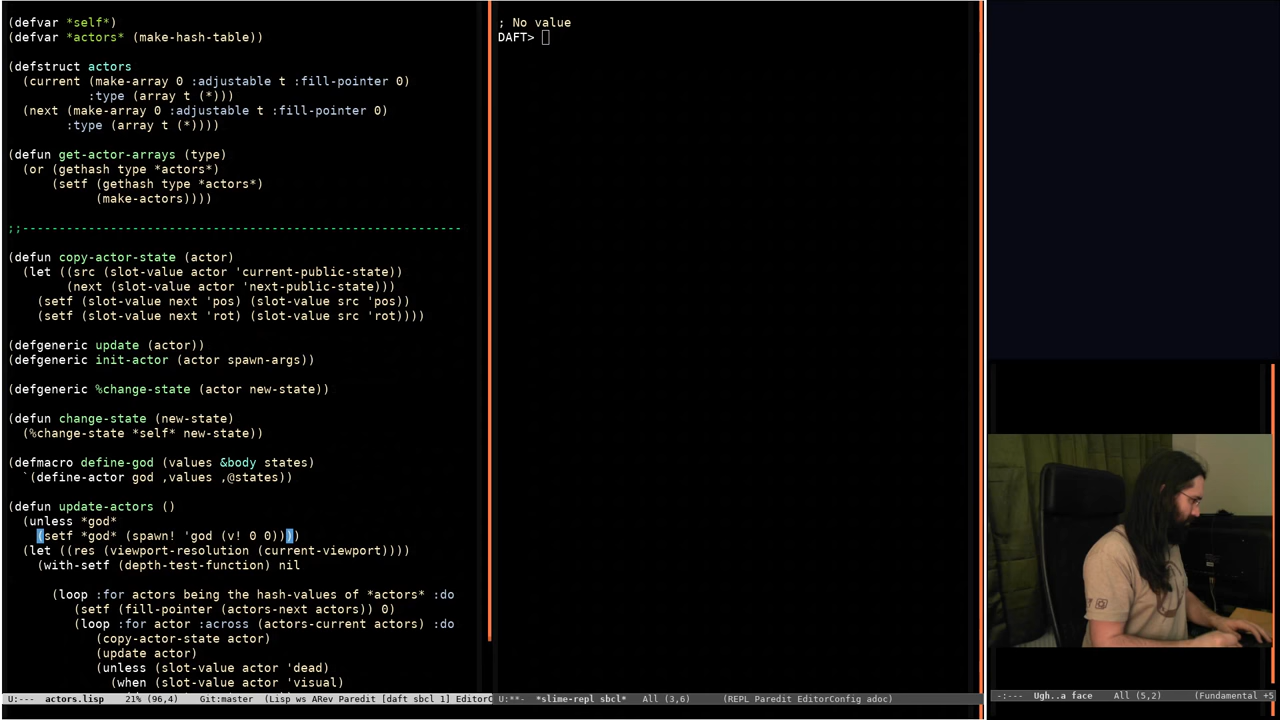 (defvar *self*)
(defvar *actors* (make-hash-table))
(defstruct actors
  (current (make-array 0 :adjustable t :fill-pointer 0)
           :type (array t (*)))
  (next (make-array 0 :adjustable t :fill-pointer 0)
        :type (array t (*))))
(defun get-actor-arrays (type)
  (or (gethash type *actors*)
      (setf (gethash type *actors*)
            (make-actors))))
;;------------------------------------------------------------
(defun copy-actor-state (actor)
  (let ((src (slot-value actor 'current-public-state))
        (next (slot-value actor 'next-public-state)))
    (setf (slot-value next 'pos) (slot-value src 'pos))
    (setf (slot-value next 'rot) (slot-value src 'rot))))
(defgeneric update (actor))
(defgeneric init-actor (actor spawn-args))
(defgeneric %change-state (actor new-state))
(defun change-state (new-state)
  (%change-state *self* new-state))
(defmacro define-god (values &body states)
  `(define-actor god ,values ,@states))
(defun update-actors ()
  (unless *god*
    (setf *god* (spawn! 'god (v! 0 0))))
  (let ((res (viewport-resolution (current-viewport))))
    (with-setf (depth-test-function) nil
      (loop :for actors being the hash-values of *actors* :do
         (setf (fill-pointer (actors-next actors)) 0)
         (loop :for actor :across (actors-current actors) :do
            (copy-actor-state actor)
            (update actor)
            (unless (slot-value actor 'dead)
              (when (slot-value actor 'visual)
U:--- actors.lisp 21% (96,4) Git:master (Lisp ws ARev Paredit [daft sbcl 1] EditorC
; No value
DAFT>
U:**- *slime-repl sbcl* All (3,6) (REPL Paredit EditorConfig adoc)
-:--- Ugh..a face All (5,2) (Fundamental +5